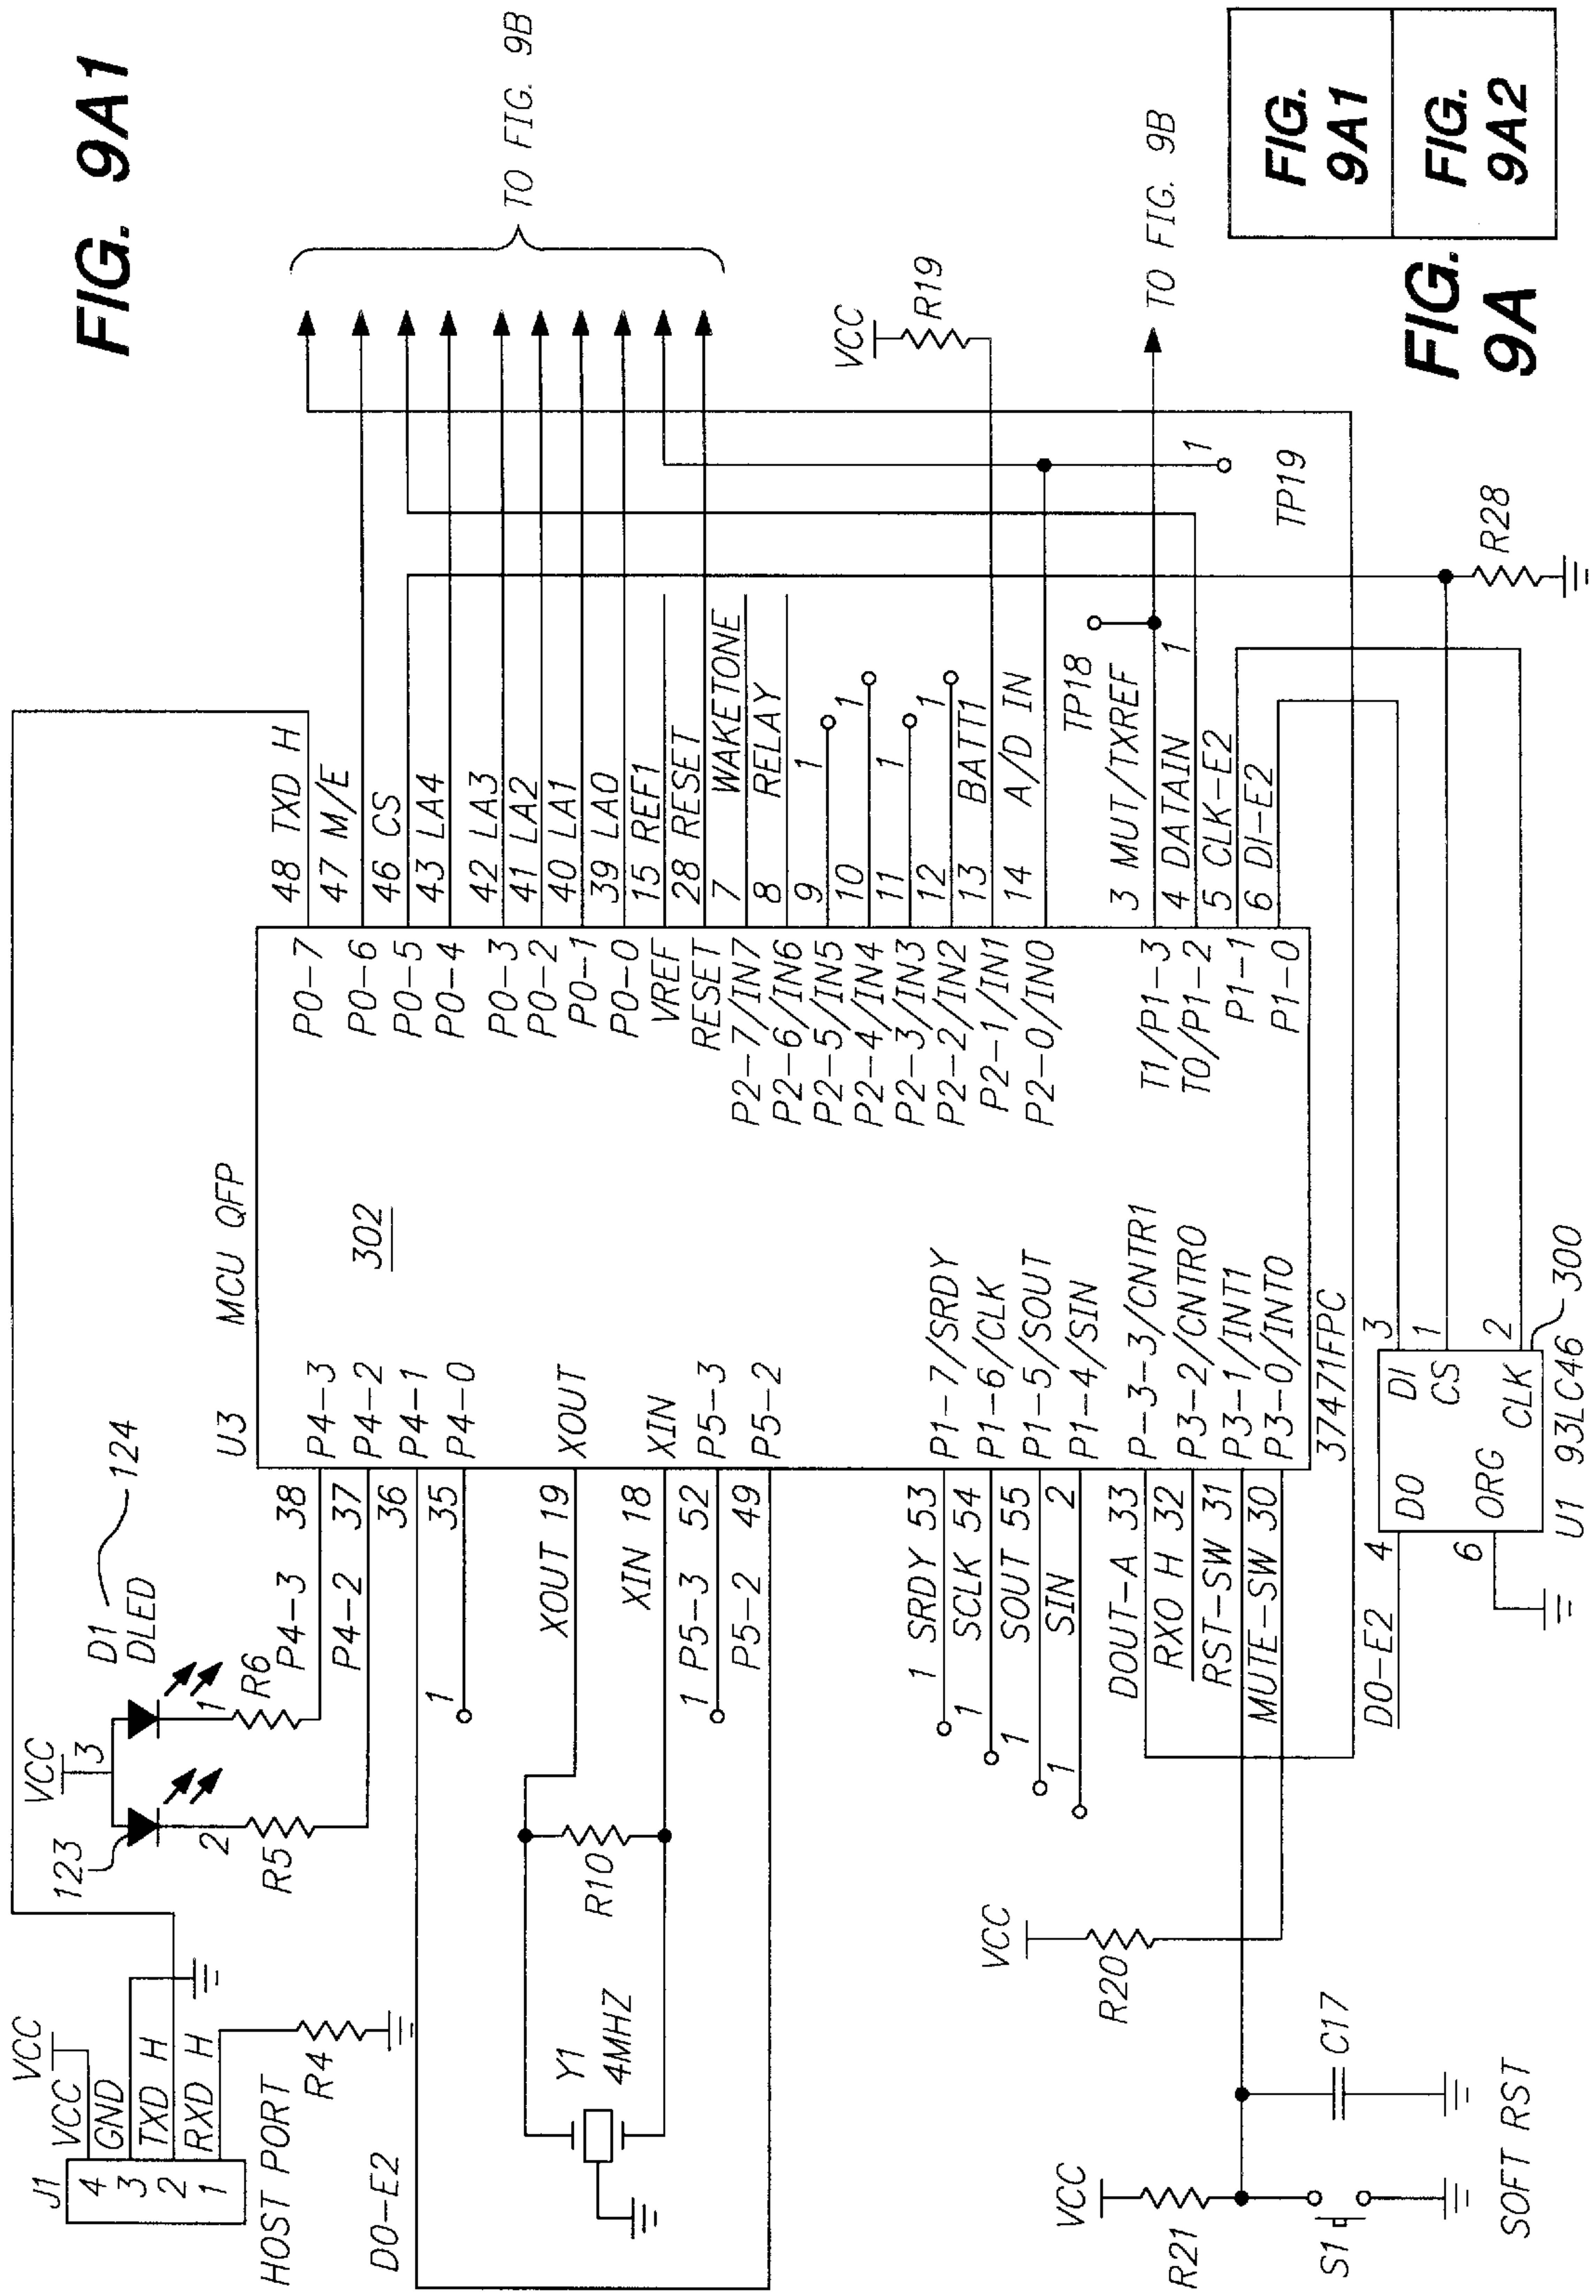 FIG. 9A1
J1
VCC
4 VCC
3 GND
2 TXD H
1 RXD H
HOST PORT
R4
VCC
3
123
D1
DLED
124
2
1
R5
R6
P4-3 38
P4-2 37
36
35
1
DO-E2
Y1
4MHZ
R10
XOUT 19
XIN 18
1 P5-3 52
P5-2 49
1 SRDY 53
1 SCLK 54
1 SOUT 55
1 SIN 2
DOUT-A 33
RXO H 32
RST-SW 31
MUTE-SW 30
VCC
R20
VCC
R21
S1
C17
SOFT RST
U3
MCU QFP
302
P4-3
P4-2
P4-1
P4-0
XOUT
XIN
P5-3
P5-2
P1-7/SRDY
P1-6/CLK
P1-5/SOUT
P1-4/SIN
P-3-3/CNTR1
P3-2/CNTR0
P3-1/INT1
P3-0/INT0
37471FPC
P0-7
P0-6
P0-5
P0-4
P0-3
P0-2
P0-1
P0-0
VREF
RESET
P2-7/IN7
P2-6/IN6
P2-5/IN5
P2-4/IN4
P2-3/IN3
P2-2/IN2
P2-1/IN1
P2-0/IN0
T1/P1-3
T0/P1-2
P1-1
P1-0
48 TXD H
47 M/E
46 CS
43 LA4
42 LA3
41 LA2
40 LA1
39 LA0
15 REF1
28 RESET
7 WAKETONE
8 RELAY
9 1
10 1
11 1
12 1
13 BATT1
14 A/D IN
TP18
3 MUT/TXREF
4 DATAIN 1
5 CLK-E2
6 DI-E2
TO FIG. 9B
VCC
R19
TO FIG. 9B
1
TP19
R28
DO-E2
4 DO
DI 3
CS 1
6 ORG
CLK 2
U1 93LC46
300
FIG. 9A
FIG. 9A1
FIG. 9A2